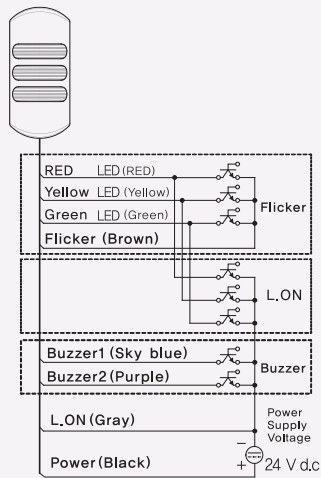 RED LED (RED)
Yellow LED (Yellow)
Green LED (Green)
Flicker
Flicker (Brown)
L.ON
Buzzer1 (Sky blue)
Buzzer
Buzzer2 (Purple)
L.ON (Gray)
Power
Supply
Voltage
−
Power (Black)
+ 24 V d.c